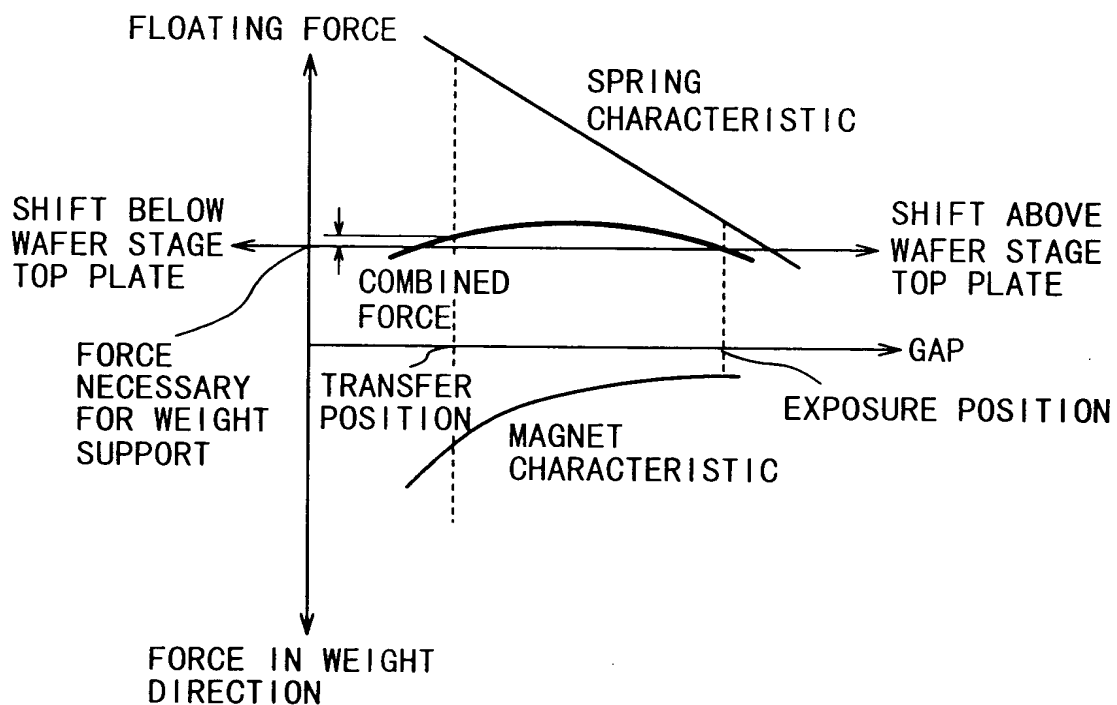 FLOATING FORCE
SPRING
CHARACTERISTIC
SHIFT BELOW
WAFER STAGE
TOP PLATE
SHIFT ABOVE
WAFER STAGE
TOP PLATE
COMBINED
FORCE
FORCE
NECESSARY
FOR WEIGHT
SUPPORT
GAP
TRANSFER
POSITION
EXPOSURE POSITION
MAGNET
CHARACTERISTIC
FORCE IN WEIGHT
DIRECTION